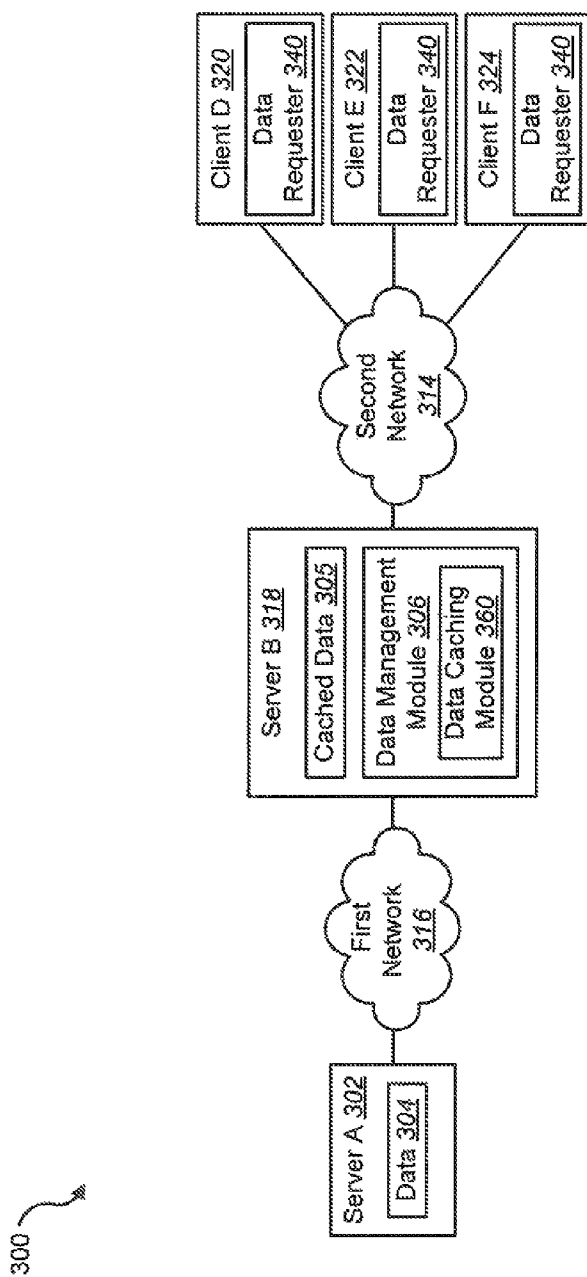 300
Server A 302
Data 304
First
Network
316
Server B 318
Cached Data 305
Data Management
Module 306
Data Caching
Module 360
Second
Network
314
Client D 320
Data
Requester 340
Client E 322
Data
Requester 340
Client F 324
Data
Requester 340